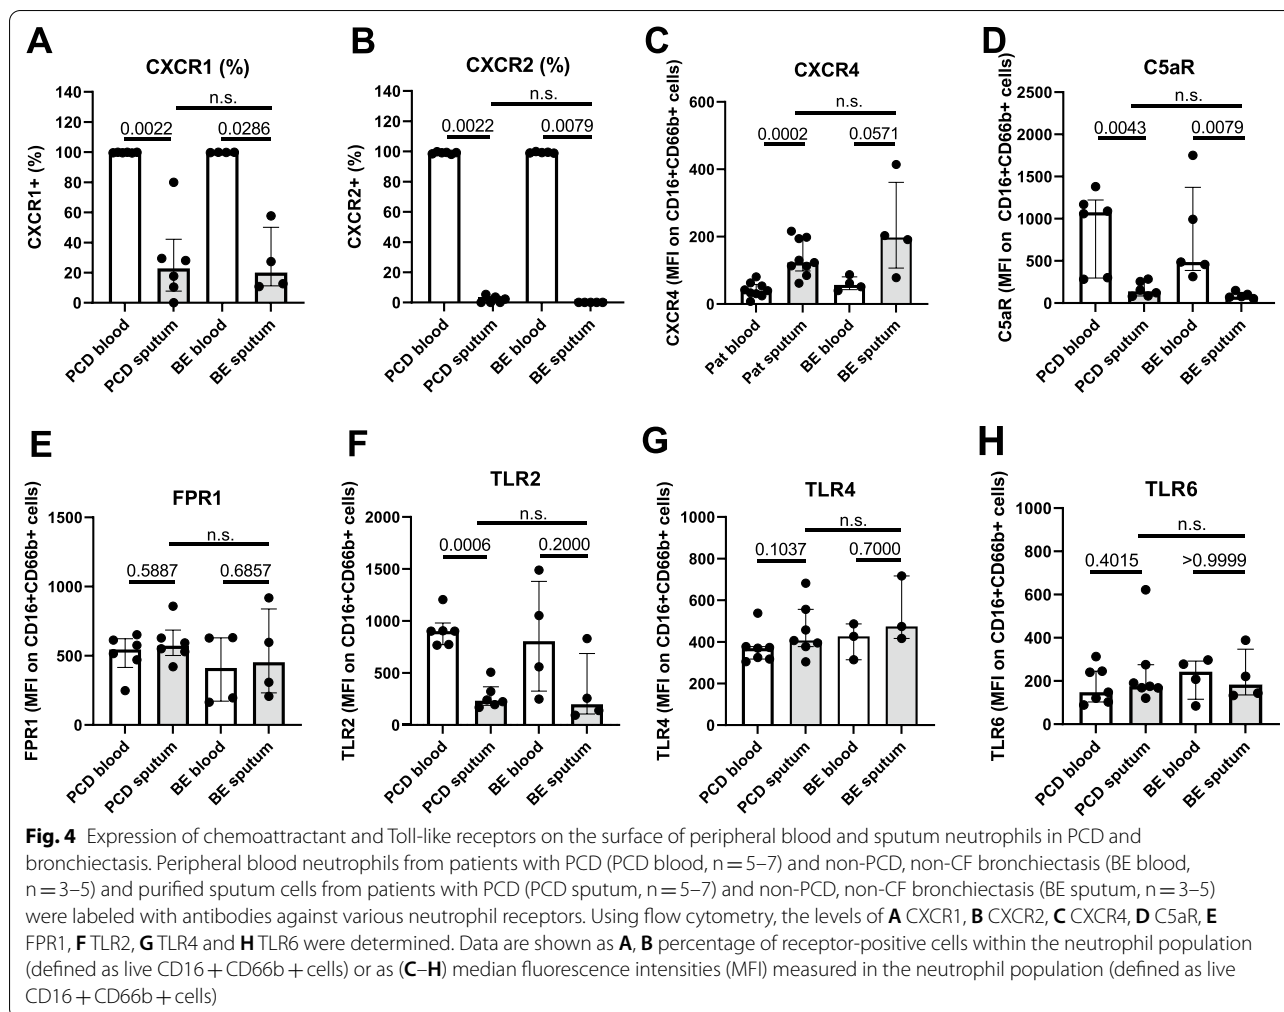 A
CXCR1 (%)
n.s.
0.0022
0.0286
CXCR1+ (%)
140
120
100
80
60
40
20
0
PCD blood
PCD sputum
BE blood
BE sputum
B
CXCR2 (%)
n.s.
0.0022
0.0079
CXCR2+ (%)
140
120
100
80
60
40
20
0
PCD blood
PCD sputum
BE blood
BE sputum
C
CXCR4
n.s.
0.0002
0.0571
CXCR4 (MFI on CD16+CD66b+ cells)
600
400
200
0
Pat blood
Pat sputum
BE blood
BE sputum
D
C5aR
n.s.
0.0043
0.0079
C5aR (MFI on CD16+CD66b+ cells)
2500
2000
1500
1000
500
0
PCD blood
PCD sputum
BE blood
BE sputum
E
FPR1
n.s.
0.5887
0.6857
FPR1 (MFI on CD16+CD66b+ cells)
1500
1000
500
0
PCD blood
PCD sputum
BE blood
BE sputum
F
TLR2
n.s.
0.0006
0.2000
TLR2 (MFI on CD16+CD66b+ cells)
2000
1500
1000
500
0
PCD blood
PCD sputum
BE blood
BE sputum
G
TLR4
n.s.
0.1037
0.7000
TLR4 (MFI on CD16+CD66b+ cells)
1000
800
600
400
200
0
PCD blood
PCD sputum
BE blood
BE sputum
H
TLR6
n.s.
0.4015
>0.9999
TLR6 (MFI on CD16+CD66b+ cells)
1000
800
600
400
200
0
PCD blood
PCD sputum
BE blood
BE sputum
Fig. 4 Expression of chemoattractant and Toll-like receptors on the surface of peripheral blood and sputum neutrophils in PCD and
bronchiectasis. Peripheral blood neutrophils from patients with PCD (PCD blood, n = 5–7) and non-PCD, non-CF bronchiectasis (BE blood,
n = 3–5) and purified sputum cells from patients with PCD (PCD sputum, n = 5–7) and non-PCD, non-CF bronchiectasis (BE sputum, n = 3–5)
were labeled with antibodies against various neutrophil receptors. Using flow cytometry, the levels of A CXCR1, B CXCR2, C CXCR4, D C5aR, E
FPR1, F TLR2, G TLR4 and H TLR6 were determined. Data are shown as A, B percentage of receptor-positive cells within the neutrophil population
(defined as live CD16 + CD66b + cells) or as (C–H) median fluorescence intensities (MFI) measured in the neutrophil population (defined as live
CD16 + CD66b + cells)